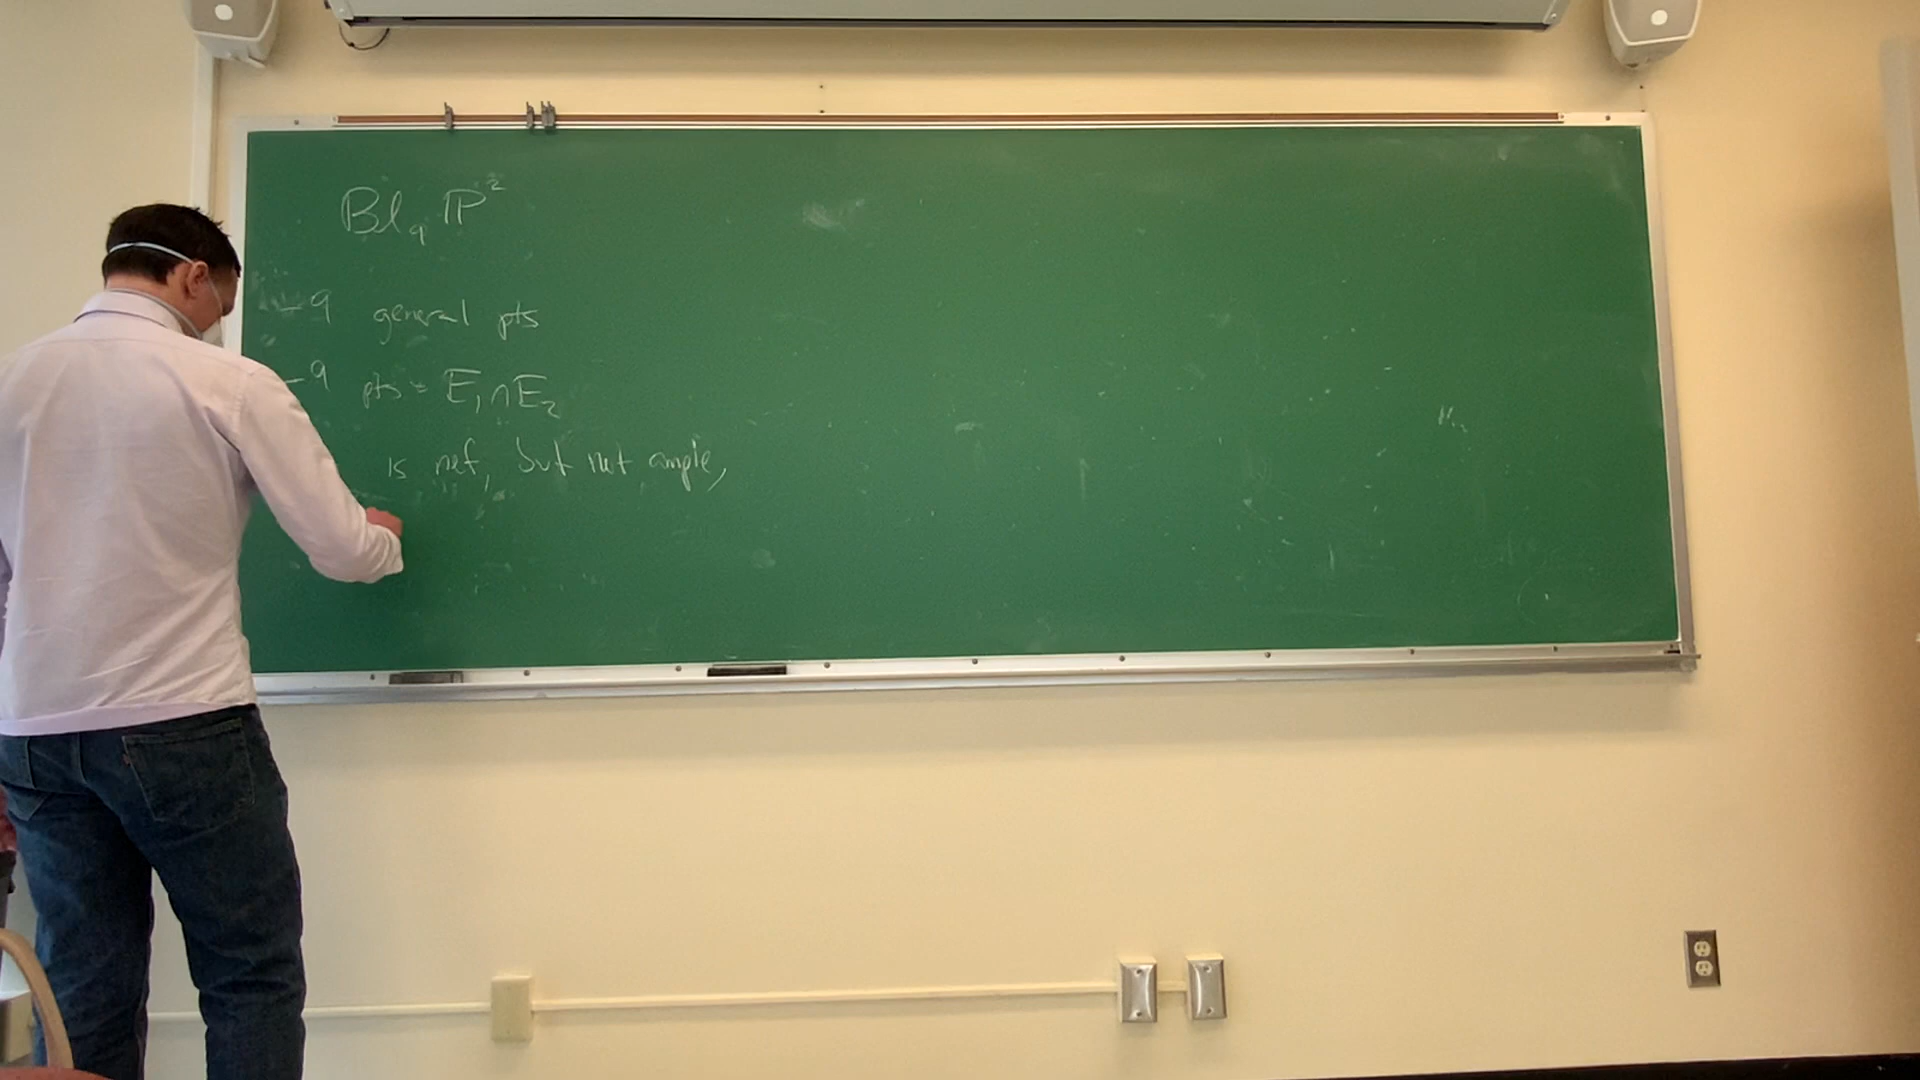 Bl₉ ℙ²
- 9 general pts
- 9 pts = E₁ ∩ E₂
is nef, but not ample,